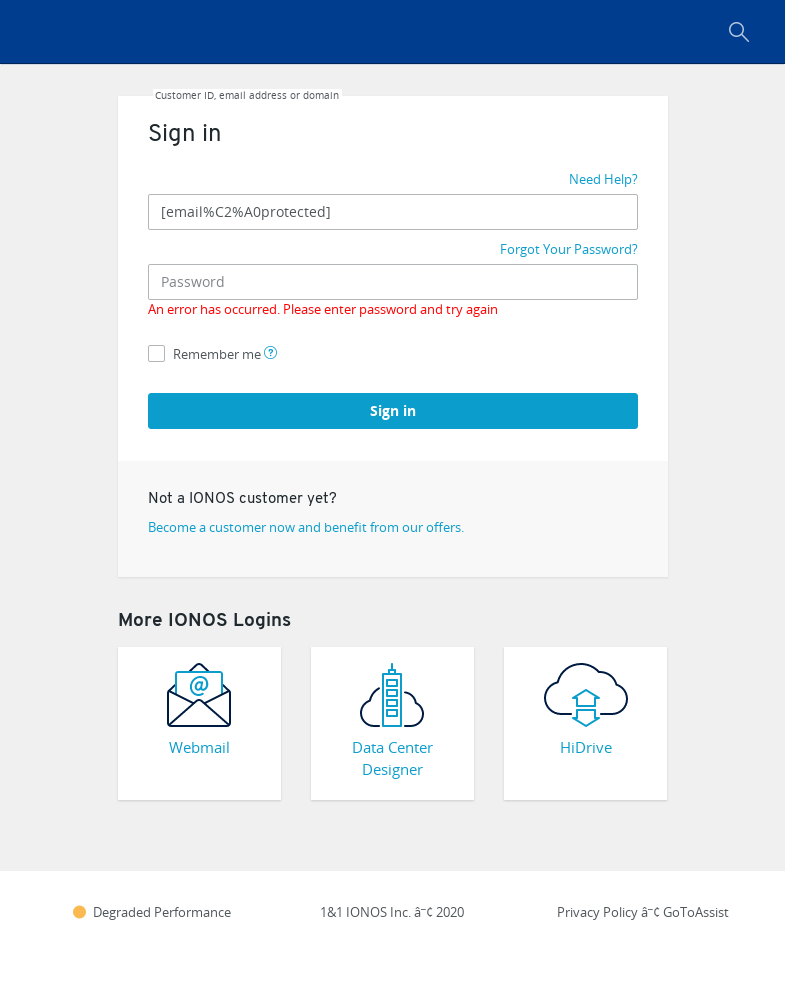 Customer ID, email address or domain
Sign in
Need Help?
[email%C2%A0protected]
Forgot Your Password?
Password
An error has occurred. Please enter password and try again
Remember me ?
Sign in
Not a IONOS customer yet?
Become a customer now and benefit from our offers.
More IONOS Logins
@
Webmail
Data Center
Designer
HiDrive
Degraded Performance
1&1 IONOS Inc. â¯¢ 2020
Privacy Policy â¯¢ GoToAssist